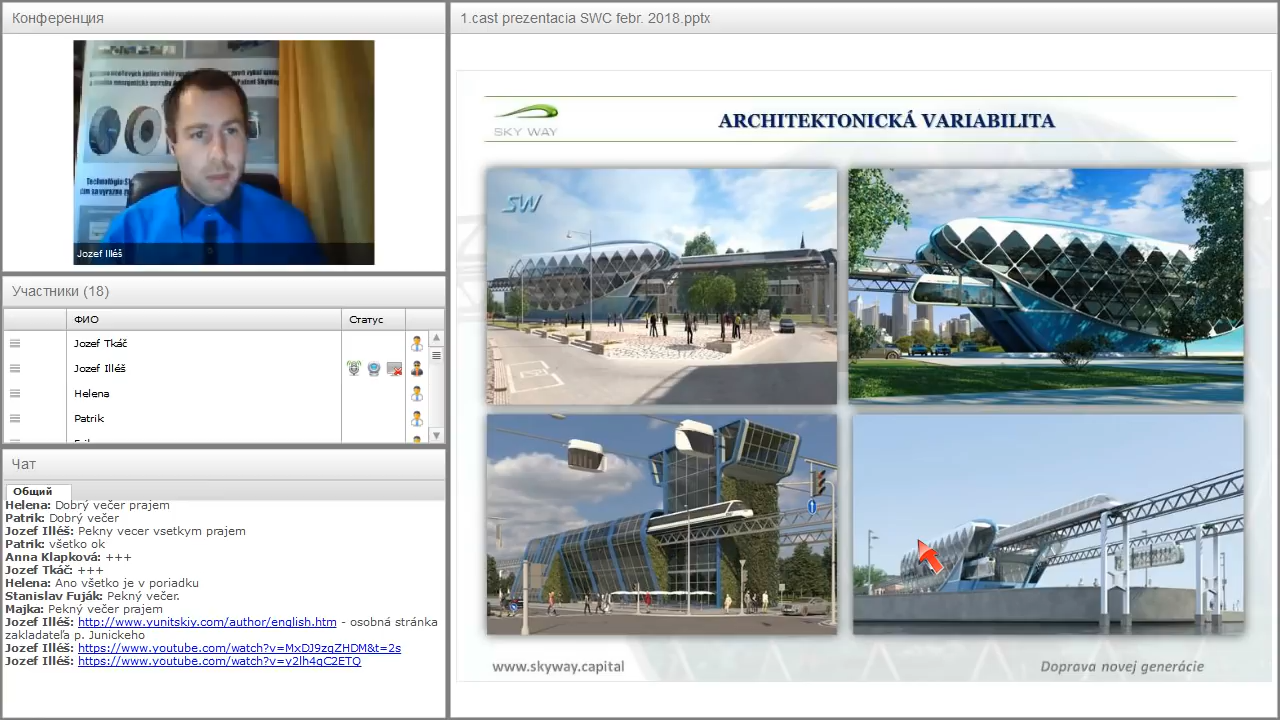 Конференция
Jozef Illéš
Участники (18)
ФИО
Статус
Jozef Tkáč
Jozef Illéš
Helena
Patrik
Чат
Общий
Helena: Dobrý večer prajem
Patrik: Dobrý večer
Jozef Illéš: Pekny vecer vsetkym prajem
Patrik: všetko ok
Anna Klapková: +++
Jozef Tkáč: +++
Helena: Ano všetko je v poriadku
Stanislav Fuják: Pekný večer.
Majka: Pekný večer prajem
Jozef Illéš: http://www.yunitskiy.com/author/english.htm - osobná stránka
zakladateľa p. Junického
Jozef Illéš: https://www.youtube.com/watch?v=MxDJ9zqZHDM&t=2s
Jozef Illéš: https://www.youtube.com/watch?v=y2lh4qC2ETQ
1.cast prezentacia SWC febr. 2018.pptx
SKY WAY
ARCHITEKTONICKÁ VARIABILITA
SW
www.skyway.capital
Doprava novej generácie